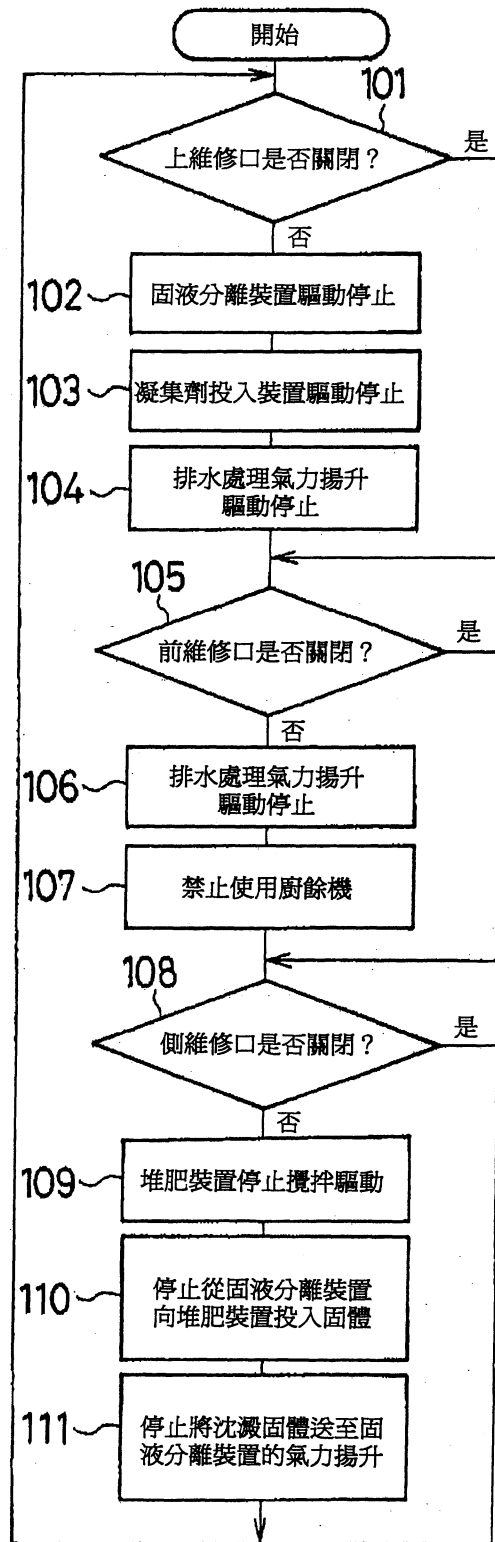 開始
101
上維修口是否關閉？
是
否
102
固液分離裝置驅動停止
103
凝集劑投入裝置驅動停止
104
排水處理氣力揚升
驅動停止
105
前維修口是否關閉？
是
否
106
排水處理氣力揚升
驅動停止
107
禁止使用廚餘機
108
側維修口是否關閉？
是
否
109
堆肥裝置停止攪拌驅動
110
停止從固液分離裝置
向堆肥裝置投入固體
111
停止將沈澱固體送至固
液分離裝置的氣力揚升